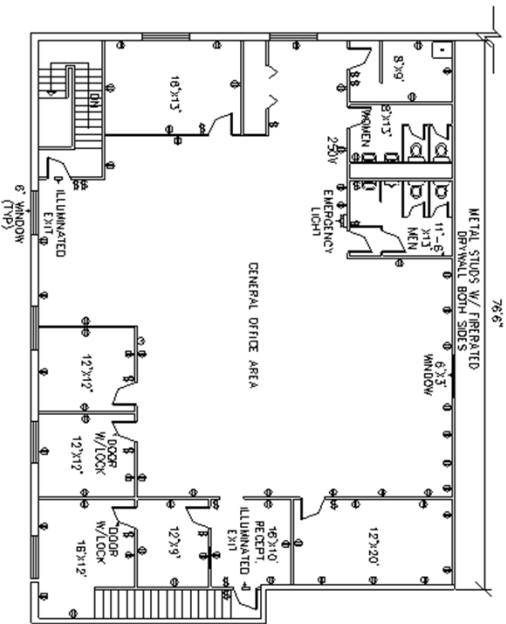 8'X9'
18'X13'
DN
8'X13'
WOMEN
250V
11'-6"
X13'
MEN
METAL STUDS W/ FIRERATED
DRYWALL BOTH SIDES
76'6"
EMERGENCY
LIGHT
ILLUMINATED
EXIT
6' WINDOW
(TYP)
GENERAL OFFICE AREA
6'X3'
WINDOW
12'X12'
DOOR
W/LOCK
12'X12'
DOOR
W/LOCK
16'X12'
12'X9'
16'X10'
RECEPT.
ILLUMINATED
EXIT
12'X20'